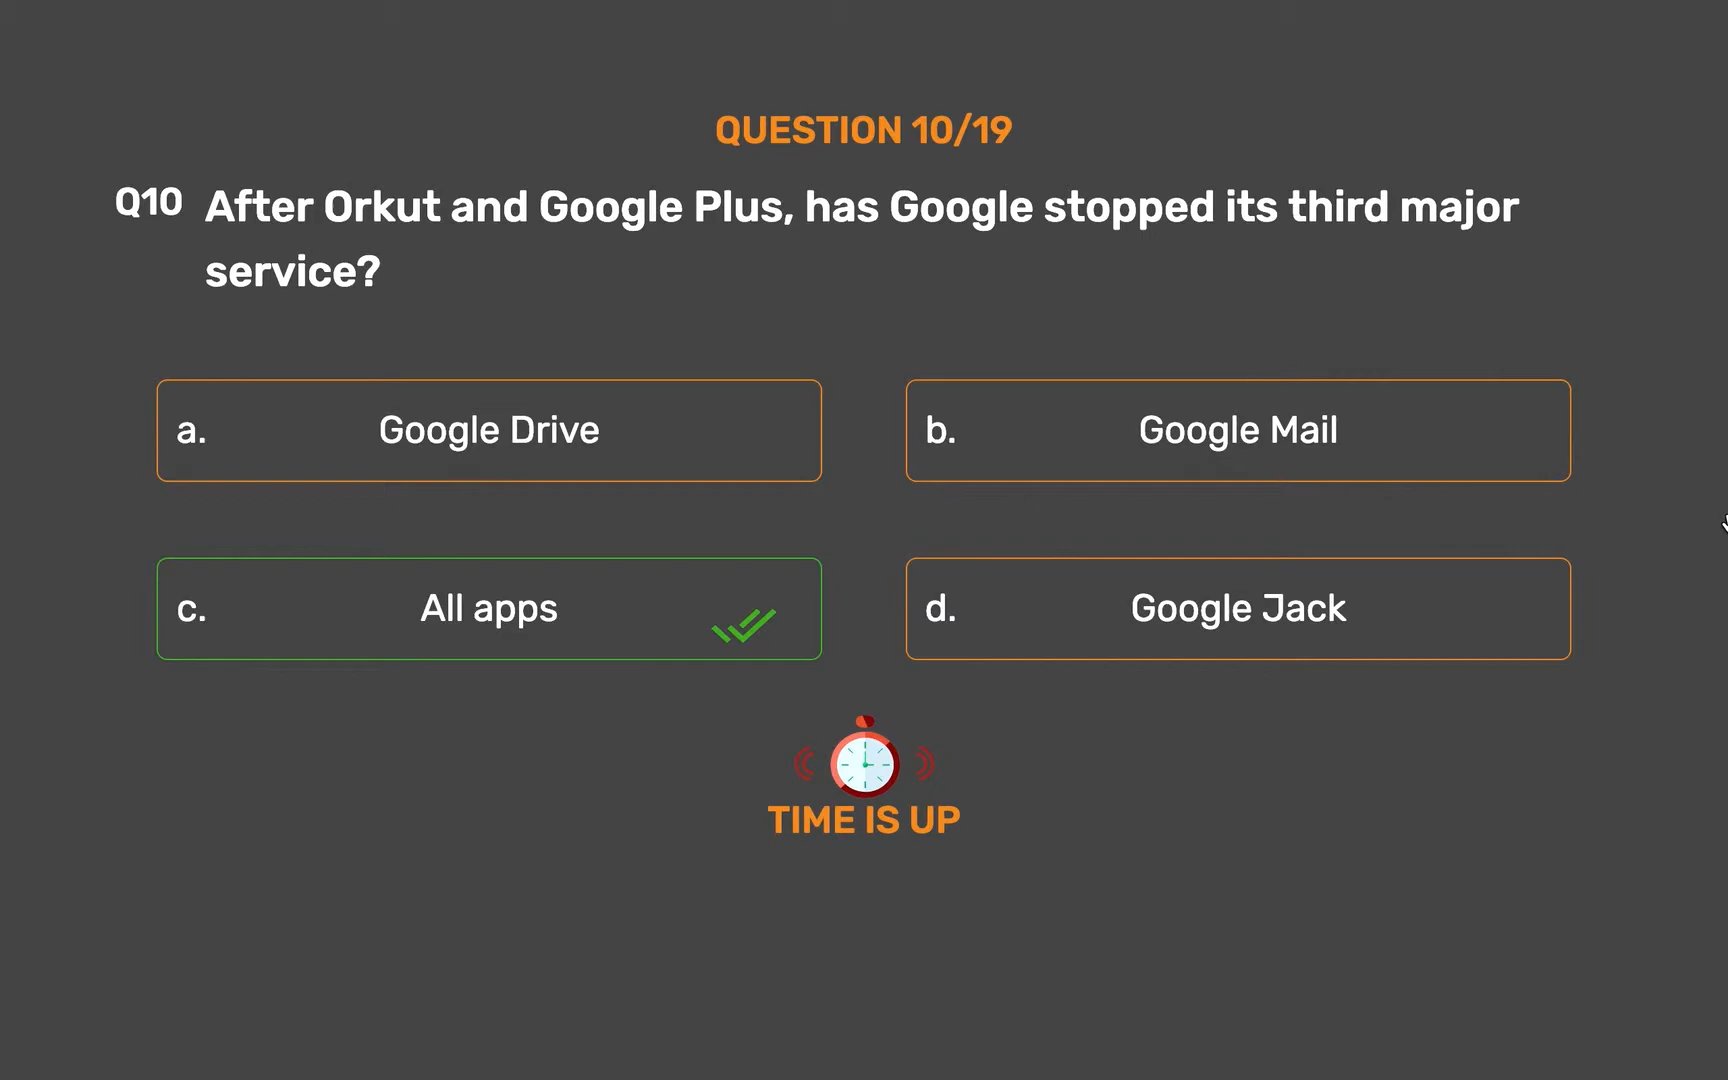 QUESTION 10/19
Q10 After Orkut and Google Plus, has Google stopped its third major
service?
a. Google Drive
b. Google Mail
c. All apps
d. Google Jack
TIME IS UP